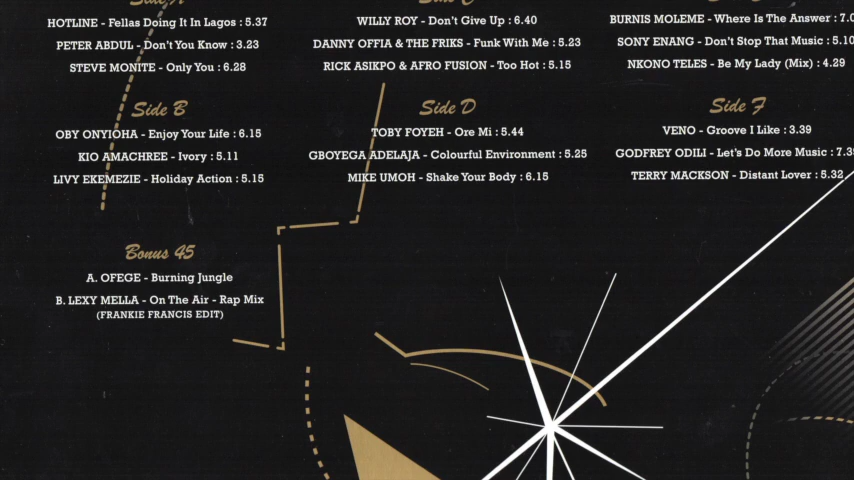 Side A
HOTLINE - Fellas Doing It In Lagos : 5.37
PETER ABDUL - Don't You Know : 3.23
STEVE MONITE - Only You : 6.28
Side B
OBY ONYIOHA - Enjoy Your Life : 6.15
KIO AMACHREE - Ivory : 5.11
LIVY EKEMEZIE - Holiday Action : 5.15
Bonus 45
A. OFEGE - Burning Jungle
B. LEXY MELLA - On The Air - Rap Mix
(FRANKIE FRANCIS EDIT)
WILLY ROY - Don't Give Up : 6.40
DANNY OFFIA & THE FRIKS - Funk With Me : 5.23
RICK ASIKPO & AFRO FUSION - Too Hot : 5.15
Side D
TOBY FOYEH - Ore Mi : 5.44
GBOYEGA ADELAJA - Colourful Environment : 5.25
MIKE UMOH - Shake Your Body : 6.15
BURNIS MOLEME - Where Is The Answer : 7.0
SONY ENANG - Don't Stop That Music : 5.10
NKONO TELES - Be My Lady (Mix) : 4.29
Side F
VENO - Groove I Like : 3.39
GODFREY ODILI - Let's Do More Music : 7.3
TERRY MACKSON - Distant Lover : 5.32